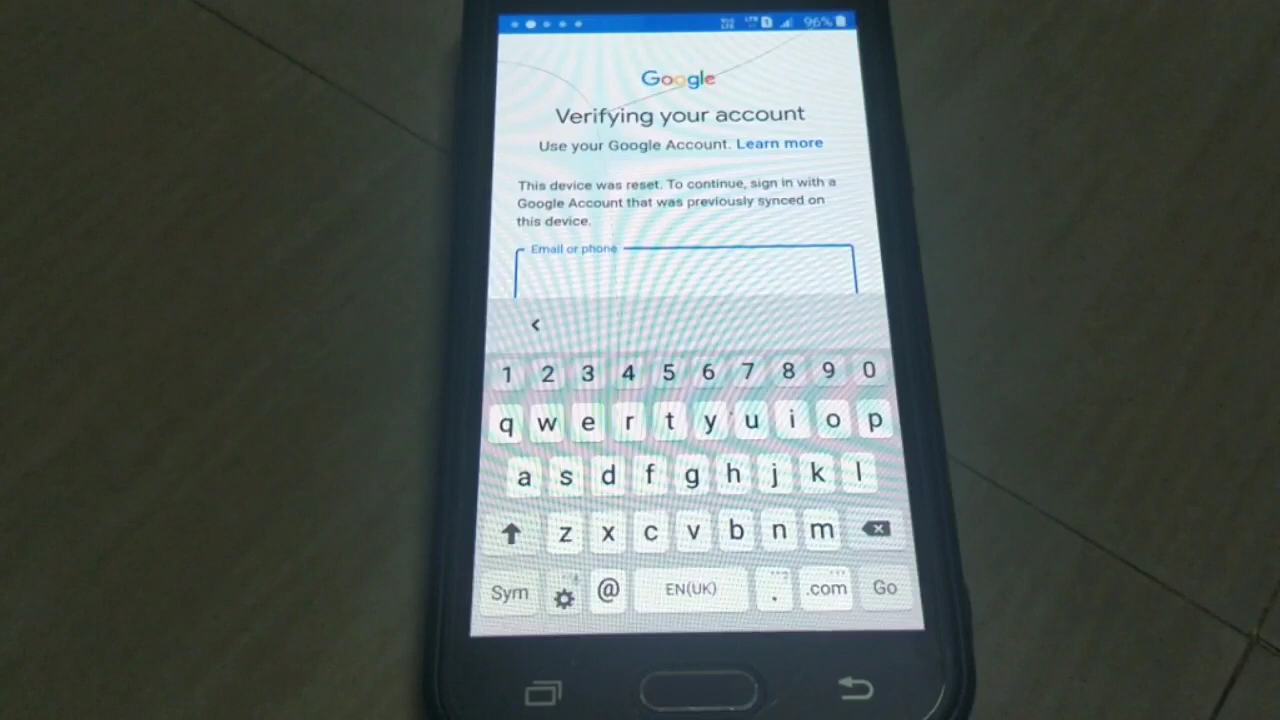 96%
Google
Verifying your account
Use your Google Account. Learn more
This device was reset. To continue, sign in with a
Google Account that was previously synced on
this device.
Email or phone
1 2 3 4 5 6 7 8 9 0
q w e r t y u i o p
a s d f g h j k l
z x c v b n m
Sym @ EN(UK) . .com Go